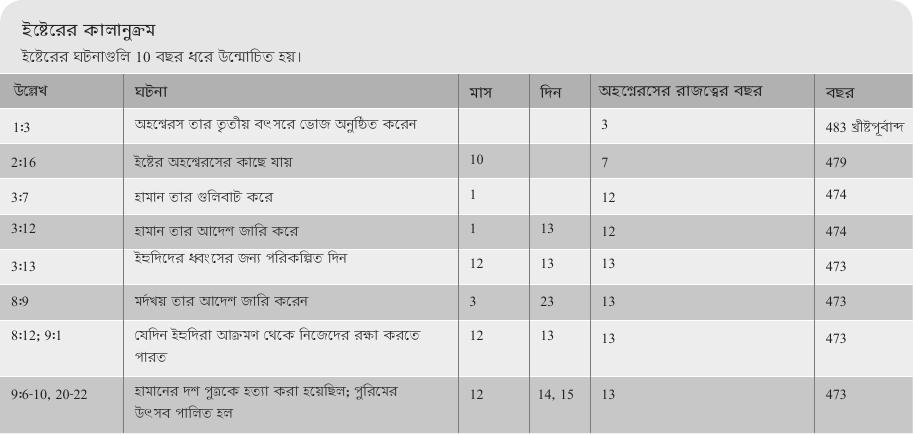 ইষ্টেরের কালানুক্রম
ইষ্টেরের ঘটনাগুলি 10 বছর ধরে উন্মোচিত হয়।
উল্লেখ ঘটনা মাস দিন অহশ্বেরসের রাজত্বের বছর বছর
1:3 অহশ্বেরস তার তৃতীয় বৎসরে ভোজ অনুষ্ঠিত করেন 3 483 খ্রীষ্টপূর্বাব্দ
2:16 ইষ্টের অহশ্বেরসের কাছে যায় 10 7 479
3:7 হামান তার গুলিবাট করে 1 12 474
3:12 হামান তার আদেশ জারি করে 1 13 12 474
3:13 ইহুদিদের ধ্বংসের জন্য পরিকল্পিত দিন 12 13 13 473
8:9 মর্দখয় তার আদেশ জারি করেন 3 23 13 473
8:12; 9:1 যেদিন ইহুদিরা আক্রমণ থেকে নিজেদের রক্ষা করতে 12 13 13 473
পারত
9:6-10, 20-22 হামানের দশ পুত্রকে হত্যা করা হয়েছিল; পুরিমের 12 14, 15 13 473
উৎসব পালিত হল